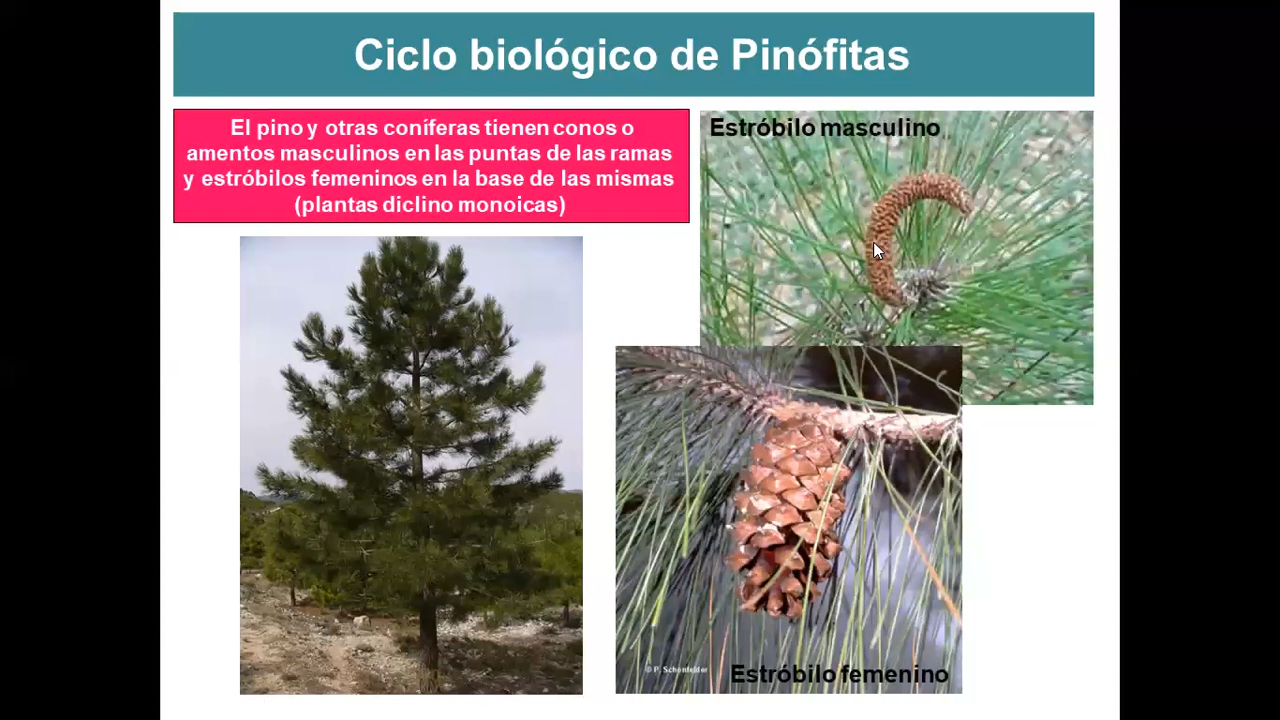 Ciclo biológico de Pinófitas
El pino y otras coníferas tienen conos o
amentos masculinos en las puntas de las ramas
y estróbilos femeninos en la base de las mismas
(plantas diclino monoicas)
Estróbilo masculino
© P. Schönfelder
Estróbilo femenino